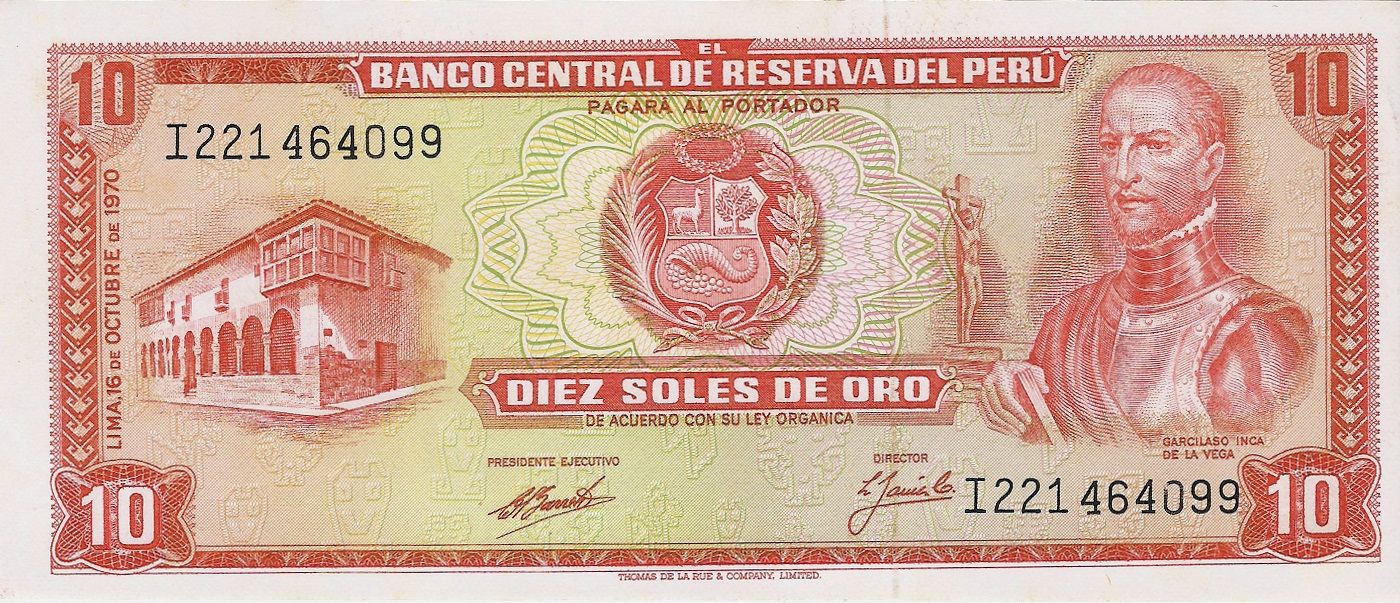 EL
10 BANCO CENTRAL DE RESERVA DEL PERÚ 10
PAGARÁ AL PORTADOR
I221 464099
LIMA, 16 DE OCTUBRE DE 1970
DIEZ SOLES DE ORO
DE ACUERDO CON SU LEY ORGANICA
GARCILASO INCA
DE LA VEGA
PRESIDENTE EJECUTIVO
DIRECTOR
I221 464099
10 10
THOMAS DE LA RUE & COMPANY, LIMITED.